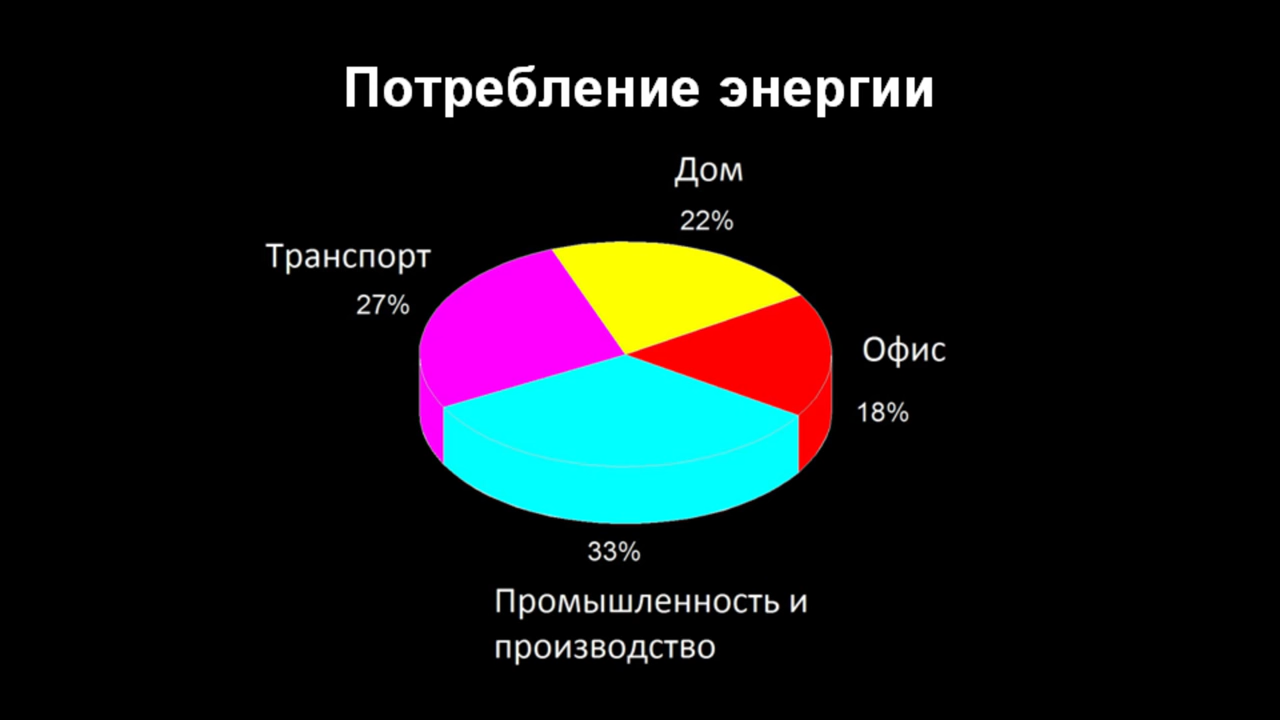 Потребление энергии
Дом
22%
Транспорт
27%
Офис
18%
33%
Промышленность и
производство